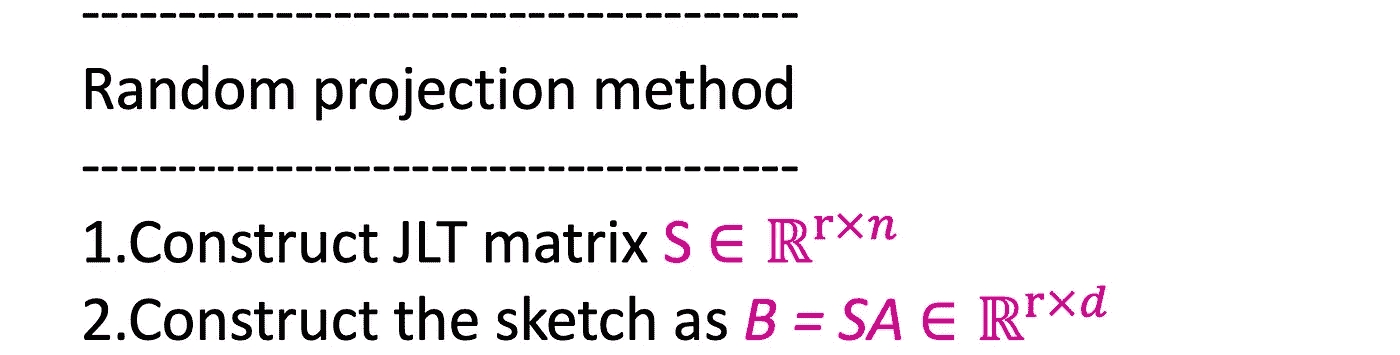 ---------------------------------------
Random projection method
---------------------------------------
1.Construct JLT matrix S ∈ ℝ^{r×n}
2.Construct the sketch as B = SA ∈ ℝ^{r×d}